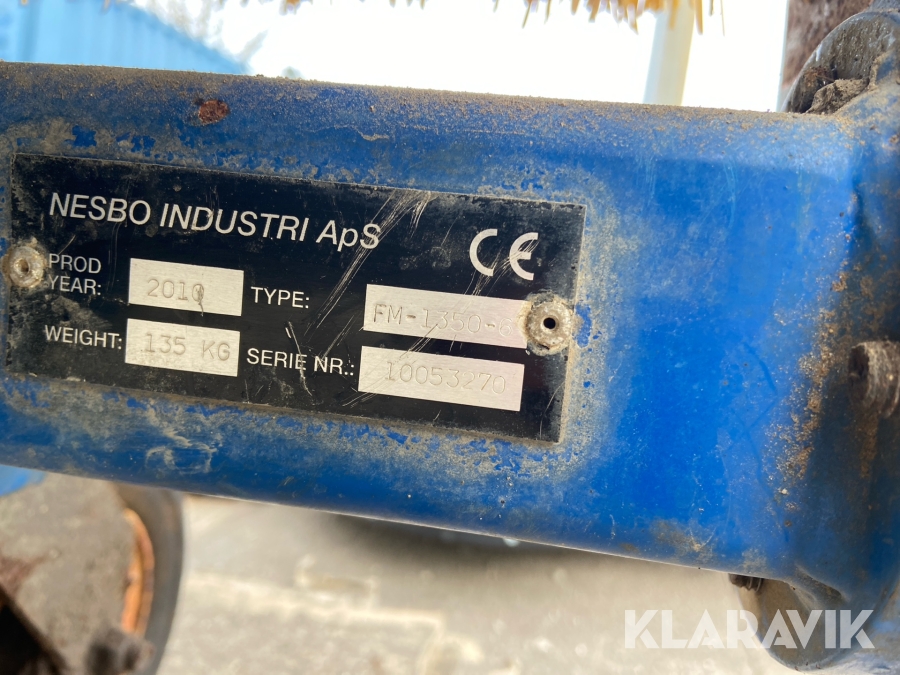 NESBO INDUSTRI ApS
CE
PROD YEAR: 2010 TYPE: FM-1350-
WEIGHT: 135 KG SERIE NR.: 10053270
KLARAVIK